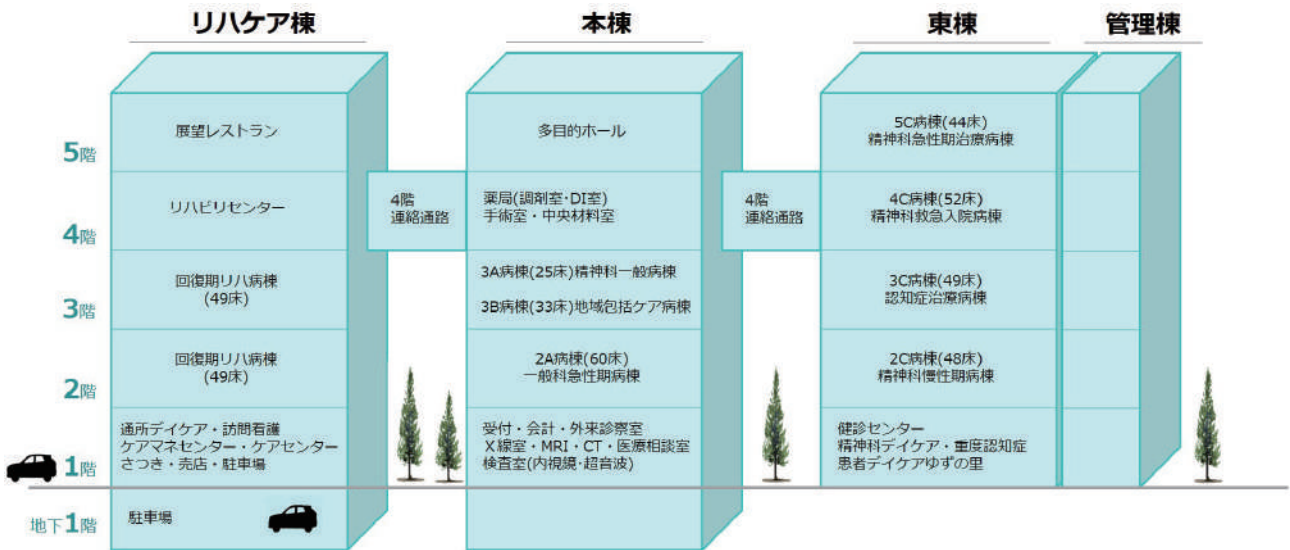 リハケア棟
本棟
東棟
管理棟
5階
展望レストラン
多目的ホール
5C病棟(44床)
精神科急性期治療病棟
4階
リハビリセンター
4階
連絡通路
薬局(調剤室･DI室)
手術室・中央材料室
4階
連絡通路
4C病棟(52床)
精神科救急入院病棟
3階
回復期リハ病棟
(49床)
3A病棟(25床)精神科一般病棟
3B病棟(33床)地域包括ケア病棟
3C病棟(49床)
認知症治療病棟
2階
回復期リハ病棟
(49床)
2A病棟(60床)
一般科急性期病棟
2C病棟(48床)
精神科慢性期病棟
1階
通所デイケア・訪問看護
ケアマネセンター・ケアセンター
さつき・売店・駐車場
受付・会計・外来診察室
X線室・MRI・CT・医療相談室
検査室(内視鏡･超音波)
健診センター
精神科デイケア・重度認知症
患者デイケアゆずの里
地下1階
駐車場